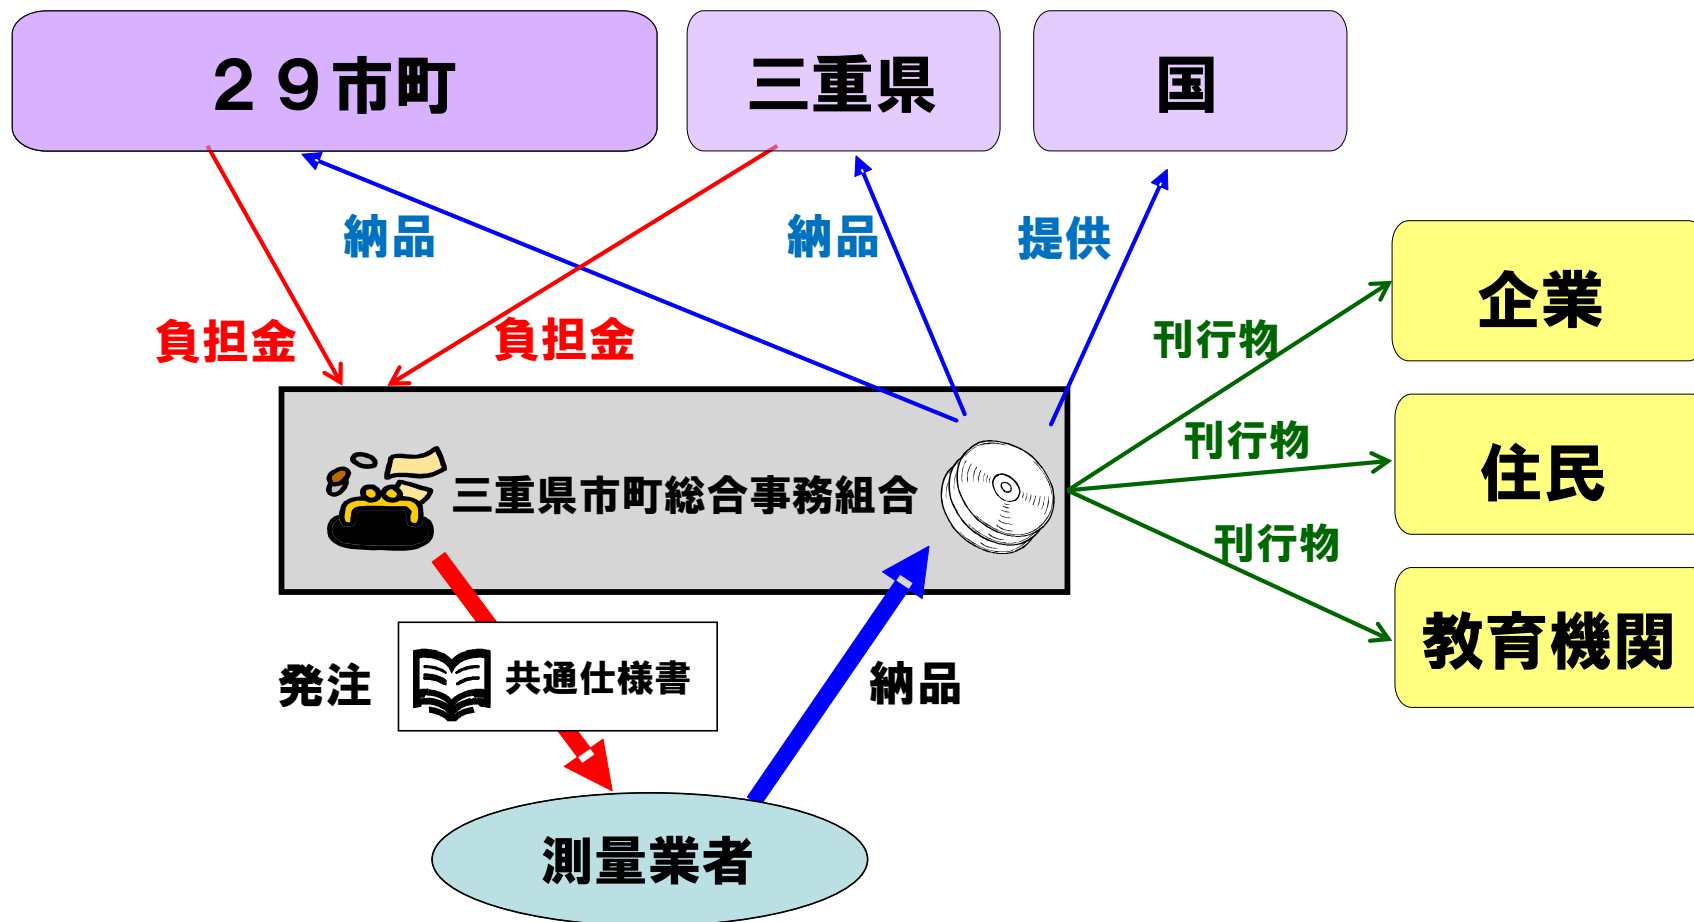 ２９市町
三重県
国
納品
納品
提供
負担金
負担金
刊行物
企業
刊行物
住民
刊行物
教育機関
三重県市町総合事務組合
発注
共通仕様書
納品
測量業者